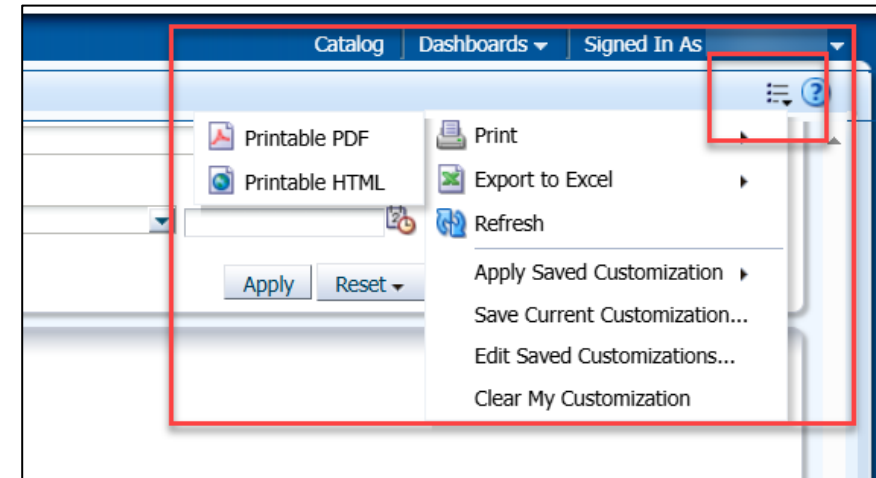 Catalog Dashboards Signed In As
?
Printable PDF
Printable HTML
Print
Export to Excel
Refresh
Apply Saved Customization
Save Current Customization...
Edit Saved Customizations...
Clear My Customization
2
Apply Reset